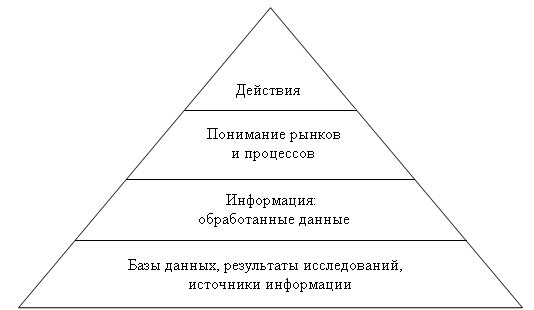 Действия
Понимание рынков
и процессов
Информация:
обработанные данные
Базы данных, результаты исследований,
источники информации